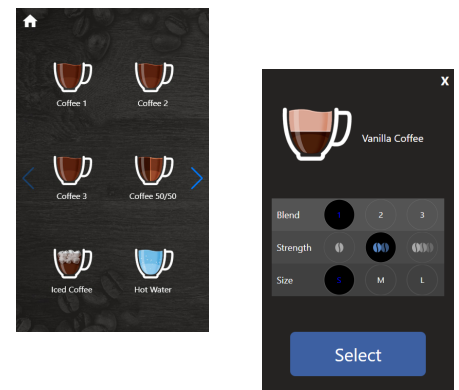 Coffee 1
Coffee 2
Coffee 3
Coffee 50/50
Iced Coffee
Hot Water
X
Vanilla Coffee
Blend 1 2 3
Strength
Size S M L
Select